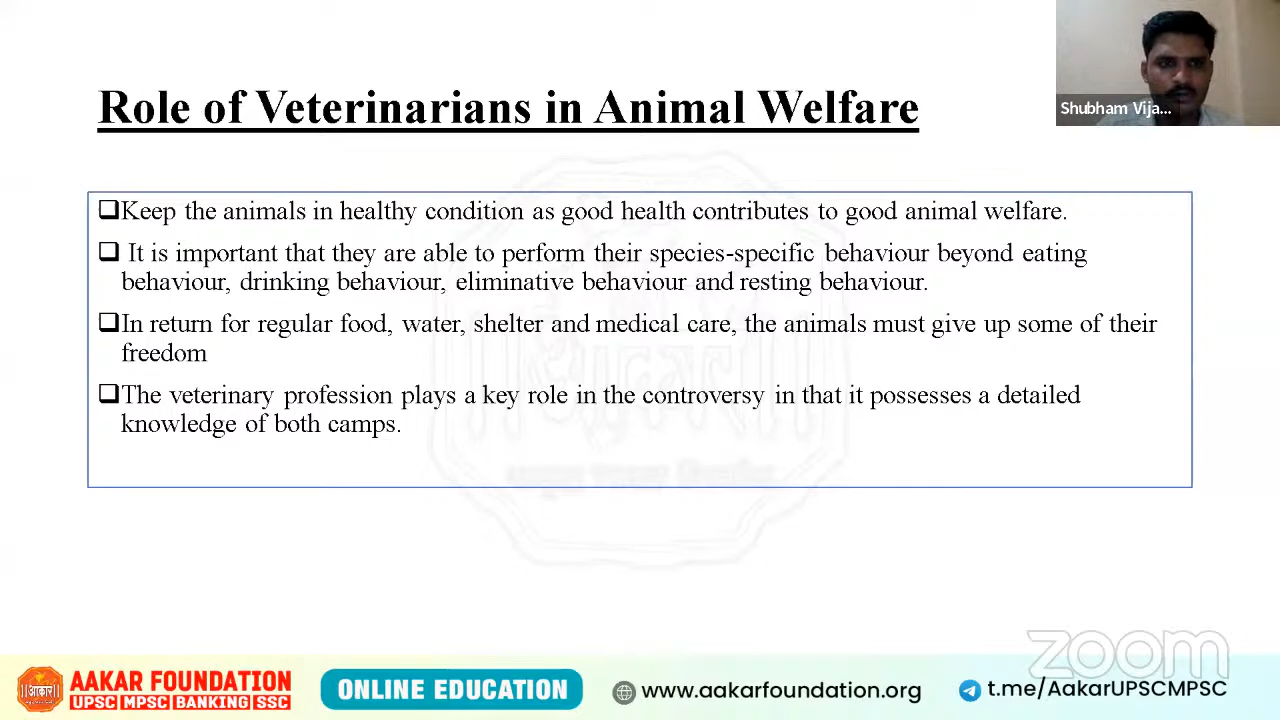 Role of Veterinarians in Animal Welfare
Shubham Vija...
❑Keep the animals in healthy condition as good health contributes to good animal welfare.
❑ It is important that they are able to perform their species-specific behaviour beyond eating
behaviour, drinking behaviour, eliminative behaviour and resting behaviour.
❑In return for regular food, water, shelter and medical care, the animals must give up some of their
freedom
❑The veterinary profession plays a key role in the controversy in that it possesses a detailed
knowledge of both camps.
आकार
zoom
आकार
AAKAR FOUNDATION
UPSC MPSC BANKING SSC
ONLINE EDUCATION
www.aakarfoundation.org
t.me/AakarUPSCMPSC